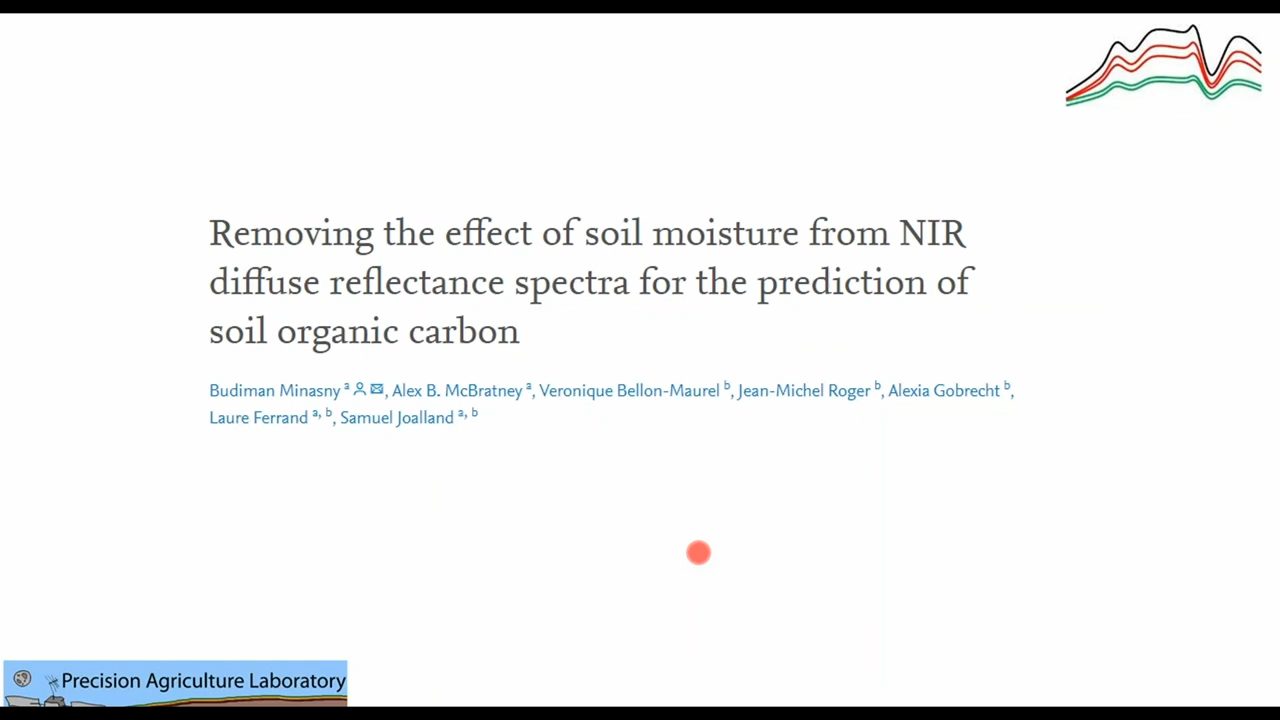 Removing the effect of soil moisture from NIR
diffuse reflectance spectra for the prediction of
soil organic carbon
Budiman Minasny a, Alex B. McBratney a, Veronique Bellon-Maurel b, Jean-Michel Roger b, Alexia Gobrecht b,
Laure Ferrand a, b, Samuel Joalland a, b
Precision Agriculture Laboratory